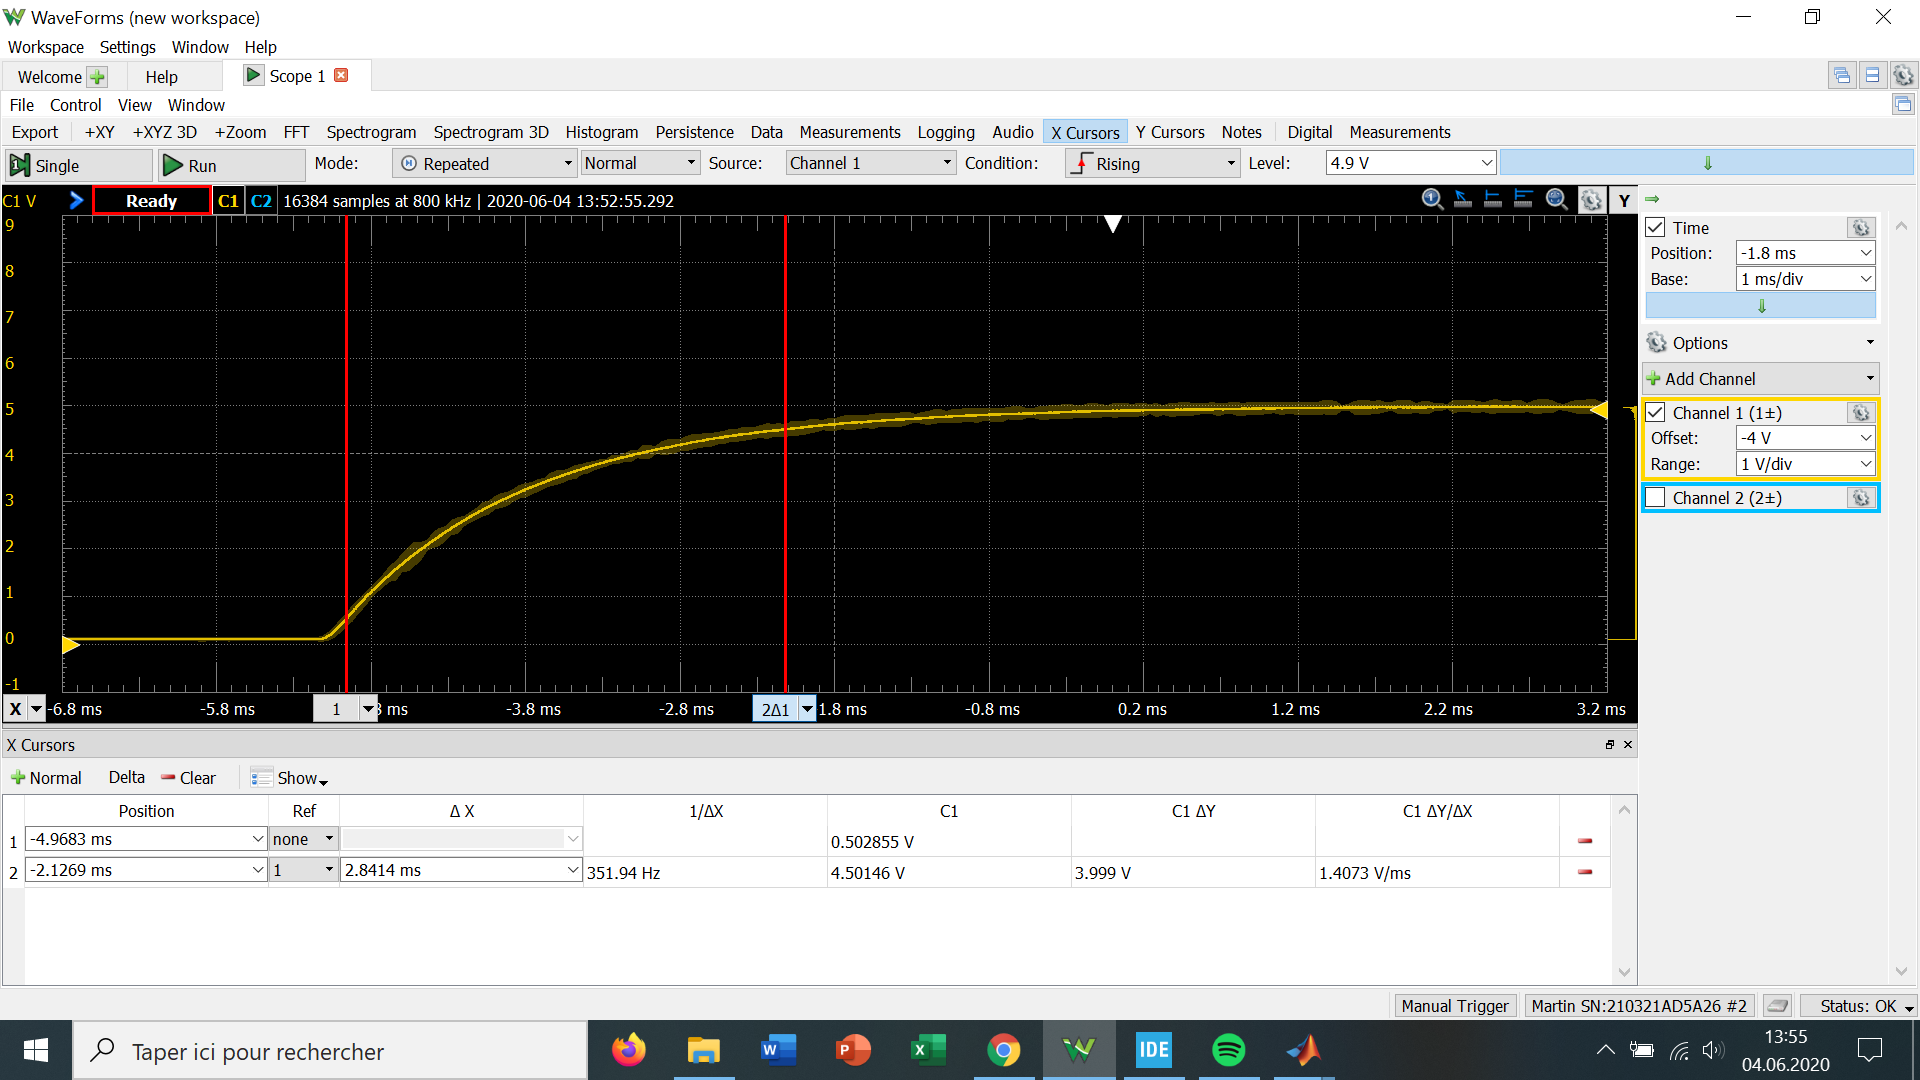 WaveForms (new workspace)
Workspace Settings Window Help
Welcome Help Scope 1
File Control View Window
Export +XY +XYZ 3D +Zoom FFT Spectrogram Spectrogram 3D Histogram Persistence Data Measurements Logging Audio X Cursors Y Cursors Notes Digital Measurements
Single Run Mode: Repeated Normal Source: Channel 1 Condition: Rising Level: 4.9 V
C1 V Ready C1 C2 16384 samples at 800 kHz | 2020-06-04 13:52:55.292 Y
9
8
7
6
5
4
3
2
1
0
-1
X -6.8 ms -5.8 ms 1 3 ms -3.8 ms -2.8 ms 2Δ1 1.8 ms -0.8 ms 0.2 ms 1.2 ms 2.2 ms 3.2 ms
Time
Position: -1.8 ms
Base: 1 ms/div
Options
Add Channel
Channel 1 (1±)
Offset: -4 V
Range: 1 V/div
Channel 2 (2±)
X Cursors
Normal Delta Clear Show
Position Ref Δ X 1/ΔX C1 C1 ΔY C1 ΔY/ΔX
1 -4.9683 ms none 0.502855 V
2 -2.1269 ms 1 2.8414 ms 351.94 Hz 4.50146 V 3.999 V 1.4073 V/ms
Manual Trigger Martin SN:210321AD5A26 #2 Status: OK
Taper ici pour rechercher
W P X IDE
13:55
04.06.2020